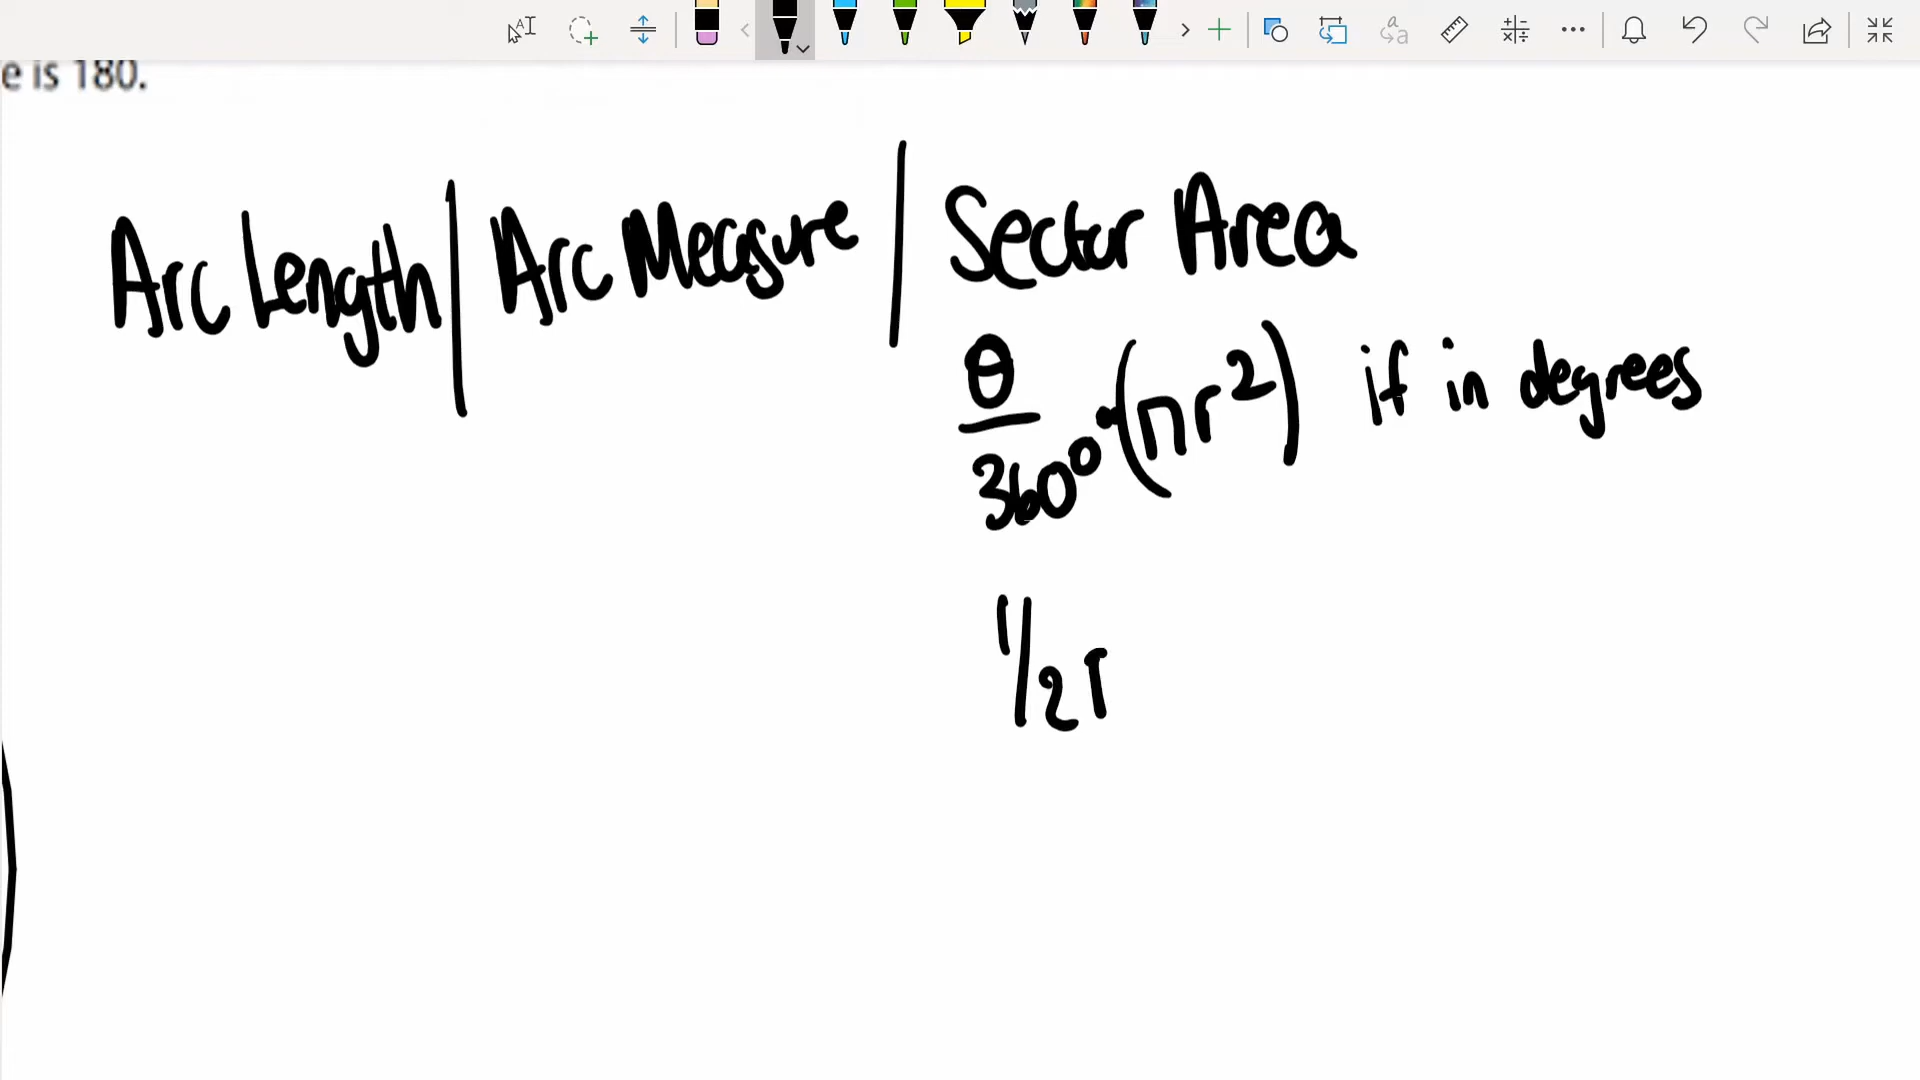 e is 180.
Arc Length | Arc Measure | Sector Area
θ/360° · (πr²) if in degrees
1/2 r